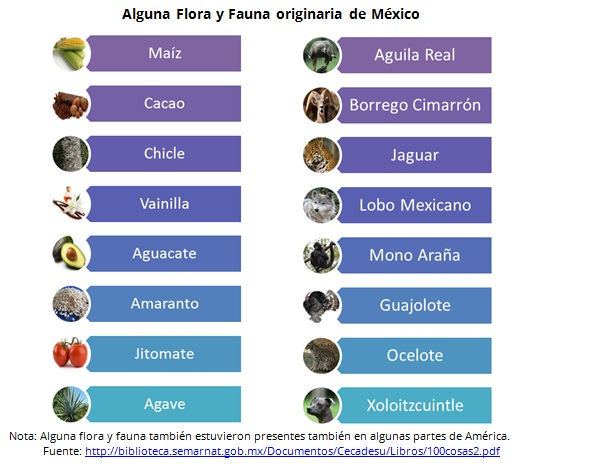 Alguna Flora y Fauna originaria de México
Maíz
Cacao
Chicle
Vainilla
Aguacate
Amaranto
Jitomate
Agave
Aguila Real
Borrego Cimarrón
Jaguar
Lobo Mexicano
Mono Araña
Guajolote
Ocelote
Xoloitzcuintle
Nota: Alguna flora y fauna también estuvieron presentes también en algunas partes de América.
Fuente: http://biblioteca.semarnat.gob.mx/Documentos/Cecadesu/Libros/100cosas2.pdf